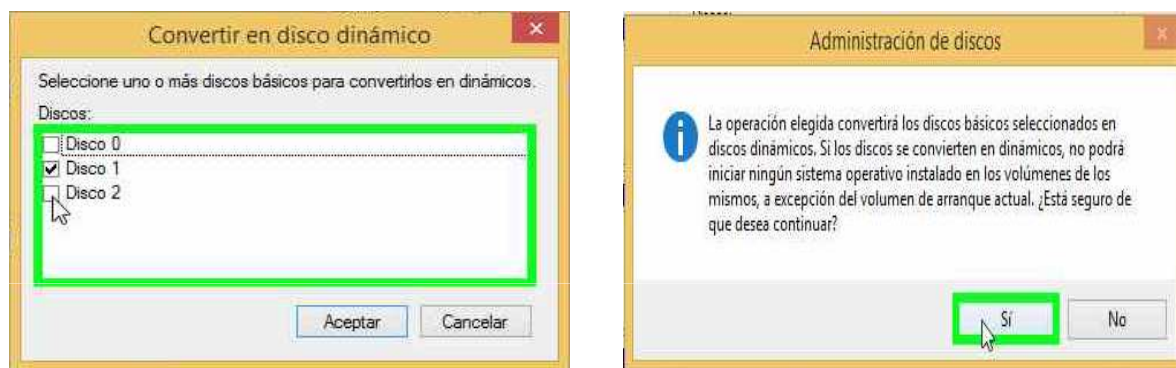 Convertir en disco dinámico
Seleccione uno o más discos básicos para convertirlos en dinámicos.
Discos:
Disco 0
Disco 1
Disco 2
Aceptar
Cancelar
Administración de discos
La operación elegida convertirá los discos básicos seleccionados en
discos dinámicos. Si los discos se convierten en dinámicos, no podrá
iniciar ningún sistema operativo instalado en los volúmenes de los
mismos, a excepción del volumen de arranque actual. ¿Está seguro de
que desea continuar?
Sí
No